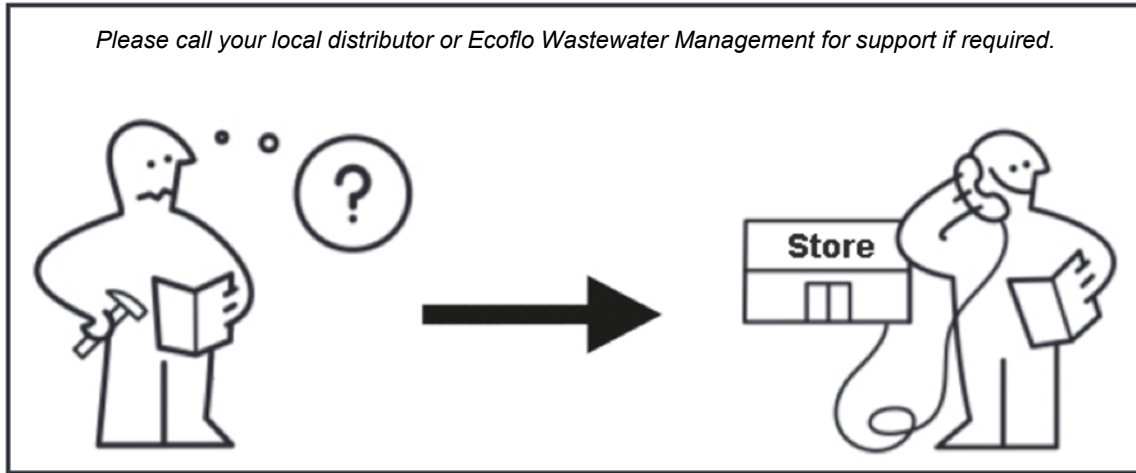 Please call your local distributor or Ecoflo Wastewater Management for support if required.
?
Store